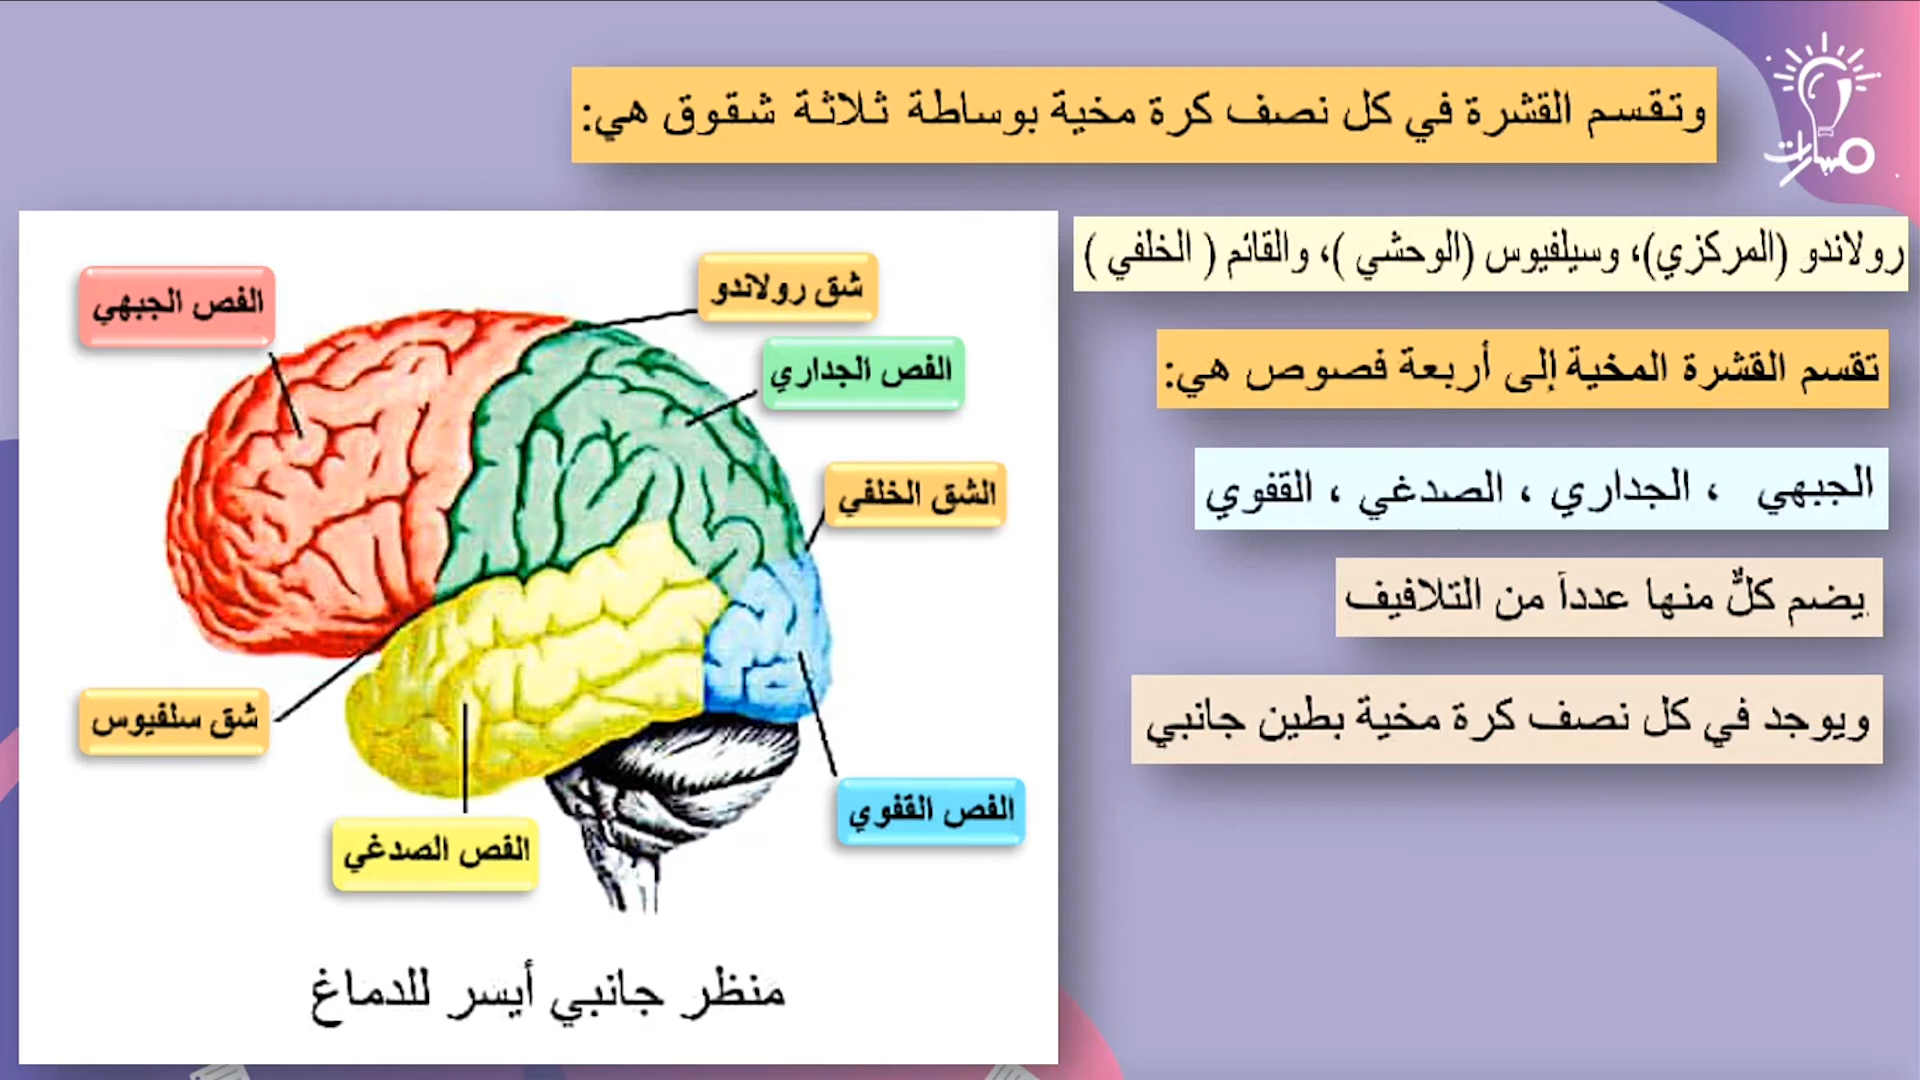 وتقسم القشرة في كل نصف كرة مخية بوساطة ثلاثة شقوق هي:
مسارات
رولاندو (المركزي)، وسيلفيوس (الوحشي )، والقائم ( الخلفي )
تقسم القشرة المخية إلى أربعة فصوص هي:
الجبهي ، الجداري ، الصدغي ، القفوي
يضم كلٌّ منها عدداً من التلافيف
ويوجد في كل نصف كرة مخية بطين جانبي
شق رولاندو
الفص الجبهي
الفص الجداري
الشق الخلفي
شق سلفيوس
الفص القفوي
الفص الصدغي
منظر جانبي أيسر للدماغ